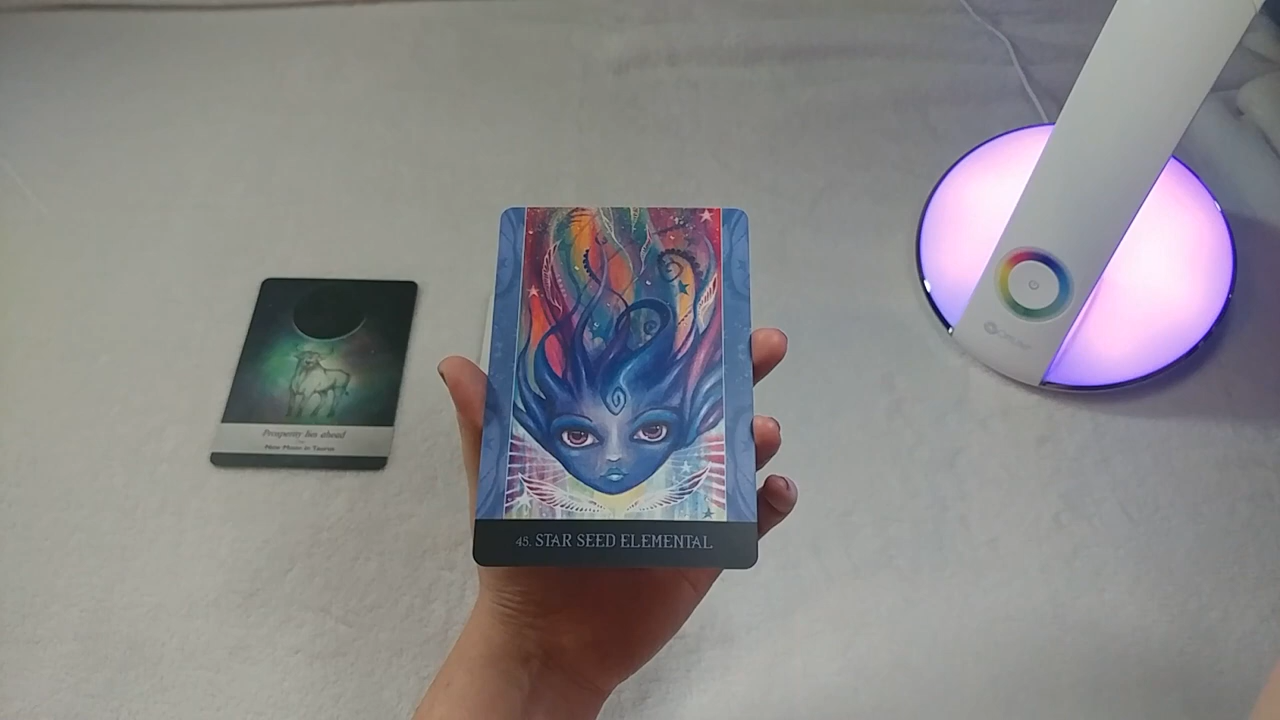 Prosperity lies ahead
New Moon in Taurus
45. STAR SEED ELEMENTAL